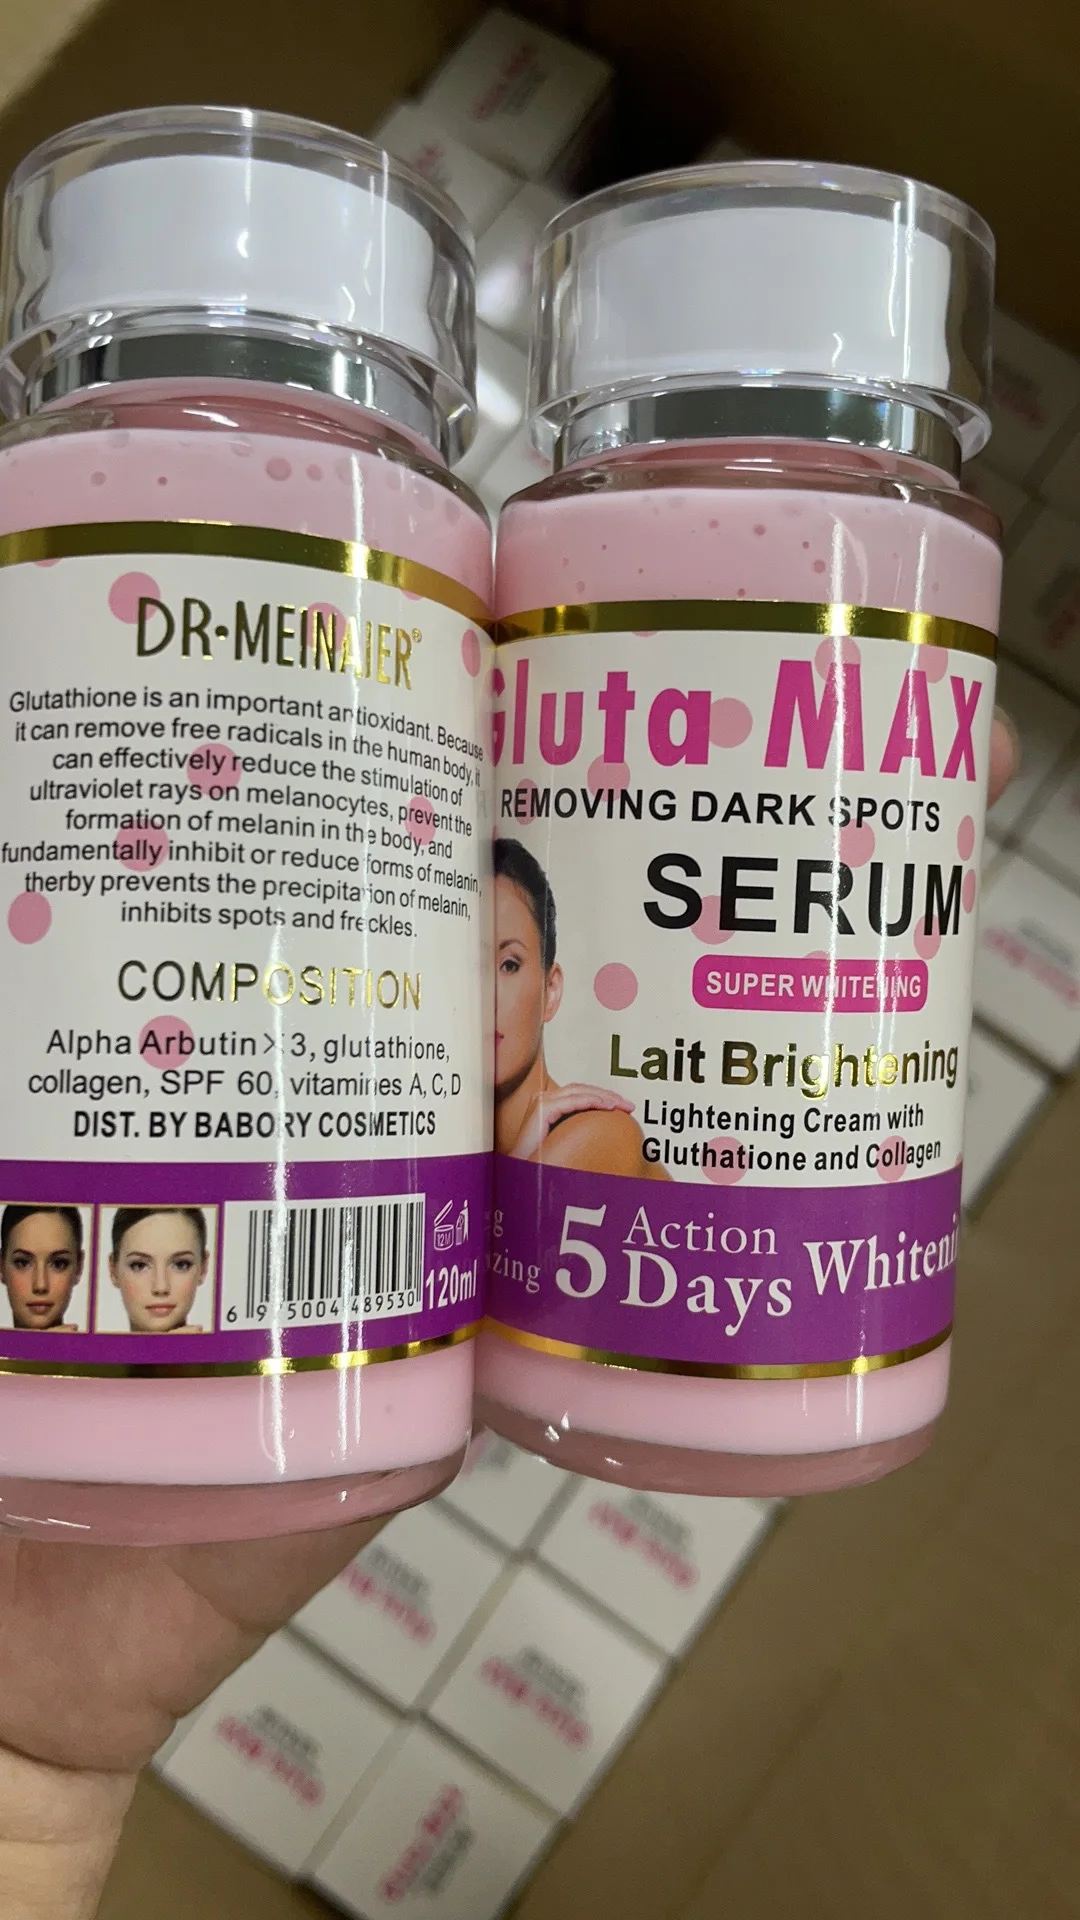 DR·MEINAIER®
Glutathione is an important antioxidant. Because
it can remove free radicals in the human body, it
can effectively reduce the stimulation of
ultraviolet rays on melanocytes, prevent the
formation of melanin in the body, and
fundamentally inhibit or reduce forms of melanin,
therby prevents the precipitation of melanin,
inhibits spots and freckles.
COMPOSITION
Alpha Arbutin X 3, glutathione,
collagen, SPF 60, vitamines A, C, D
DIST. BY BABORY COSMETICS
12M
120ml
6 975004 489530
Gluta MAX
REMOVING DARK SPOTS
SERUM
SUPER WHITENING
Lait Brightening
Lightening Cream with
Gluthatione and Collagen
5 Action
Days